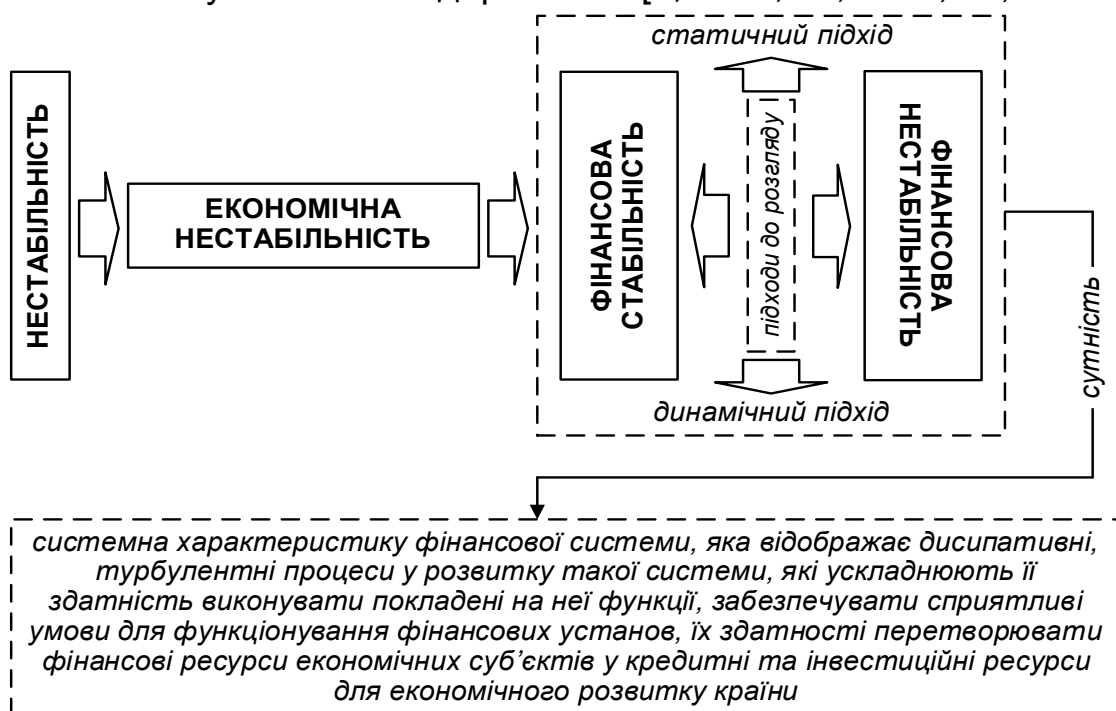 статичний підхід
НЕСТАБІЛЬНІСТЬ
ЕКОНОМІЧНА
НЕСТАБІЛЬНІСТЬ
ФІНАНСОВА
СТАБІЛЬНІСТЬ
підходи до розгляду
ФІНАНСОВА
НЕСТАБІЛЬНІСТЬ
динамічний підхід
сутність
системна характеристику фінансової системи, яка відображає дисипативні,
турбулентні процеси у розвитку такої системи, які ускладнюють її
здатність виконувати покладені на неї функції, забезпечувати сприятливі
умови для функціонування фінансових установ, їх здатності перетворювати
фінансові ресурси економічних суб’єктів у кредитні та інвестиційні ресурси
для економічного розвитку країни